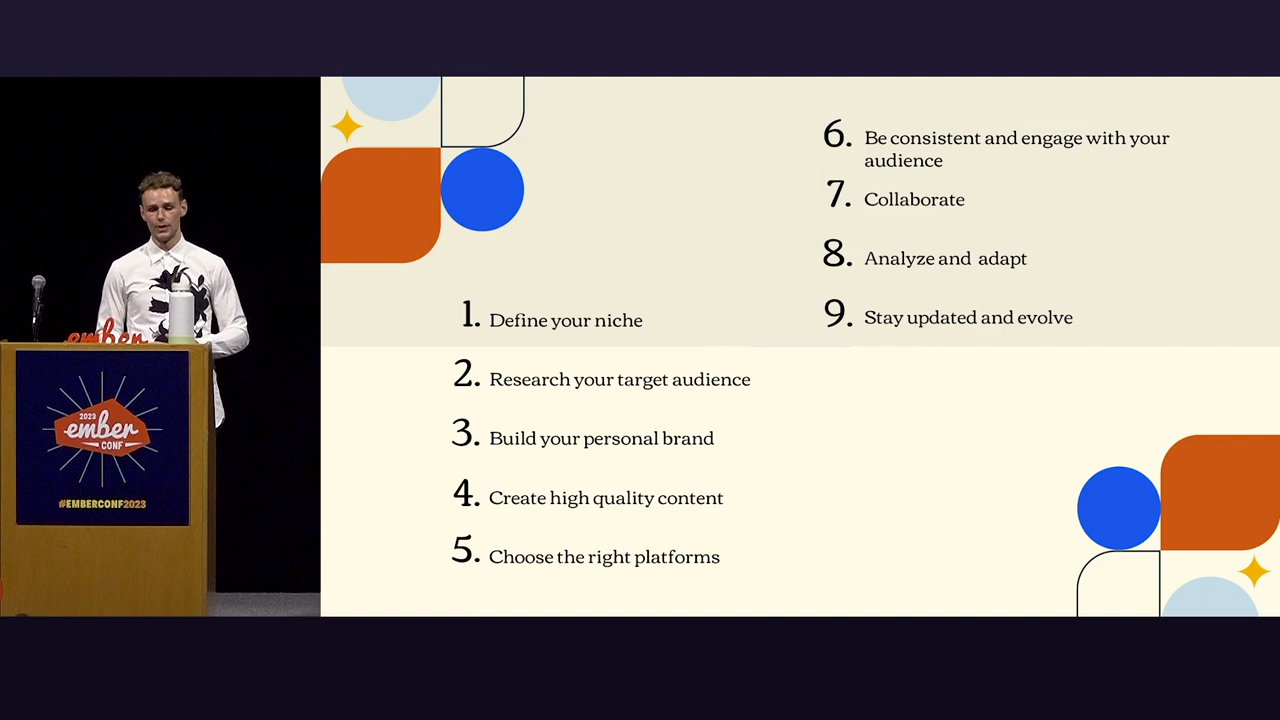 1. Define your niche
2. Research your target audience
3. Build your personal brand
4. Create high quality content
5. Choose the right platforms
6. Be consistent and engage with your
audience
7. Collaborate
8. Analyze and adapt
9. Stay updated and evolve
ember
2023
ember
CONF
#EMBERCONF2023